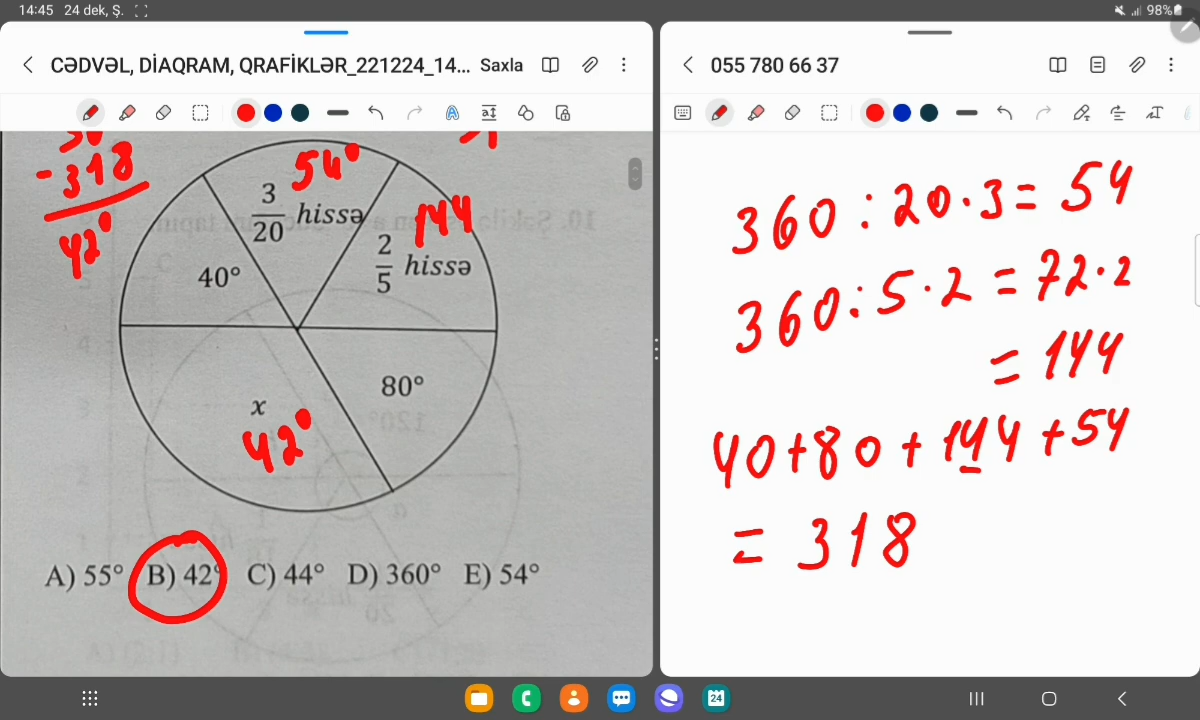 14:45 24 dek, Ş. 98%
CƏDVƏL, DİAQRAM, QRAFİKLƏR_221224_14... Saxla
- 318
42°
54°
3/20 hissə
144
2/5 hissə
40°
80°
x
42°
A) 55° B) 42° C) 44° D) 360° E) 54°
055 780 66 37
360 : 20 · 3 = 54
360 : 5 · 2 = 72 · 2
= 144
40 + 80 + 144 + 54
= 318
24